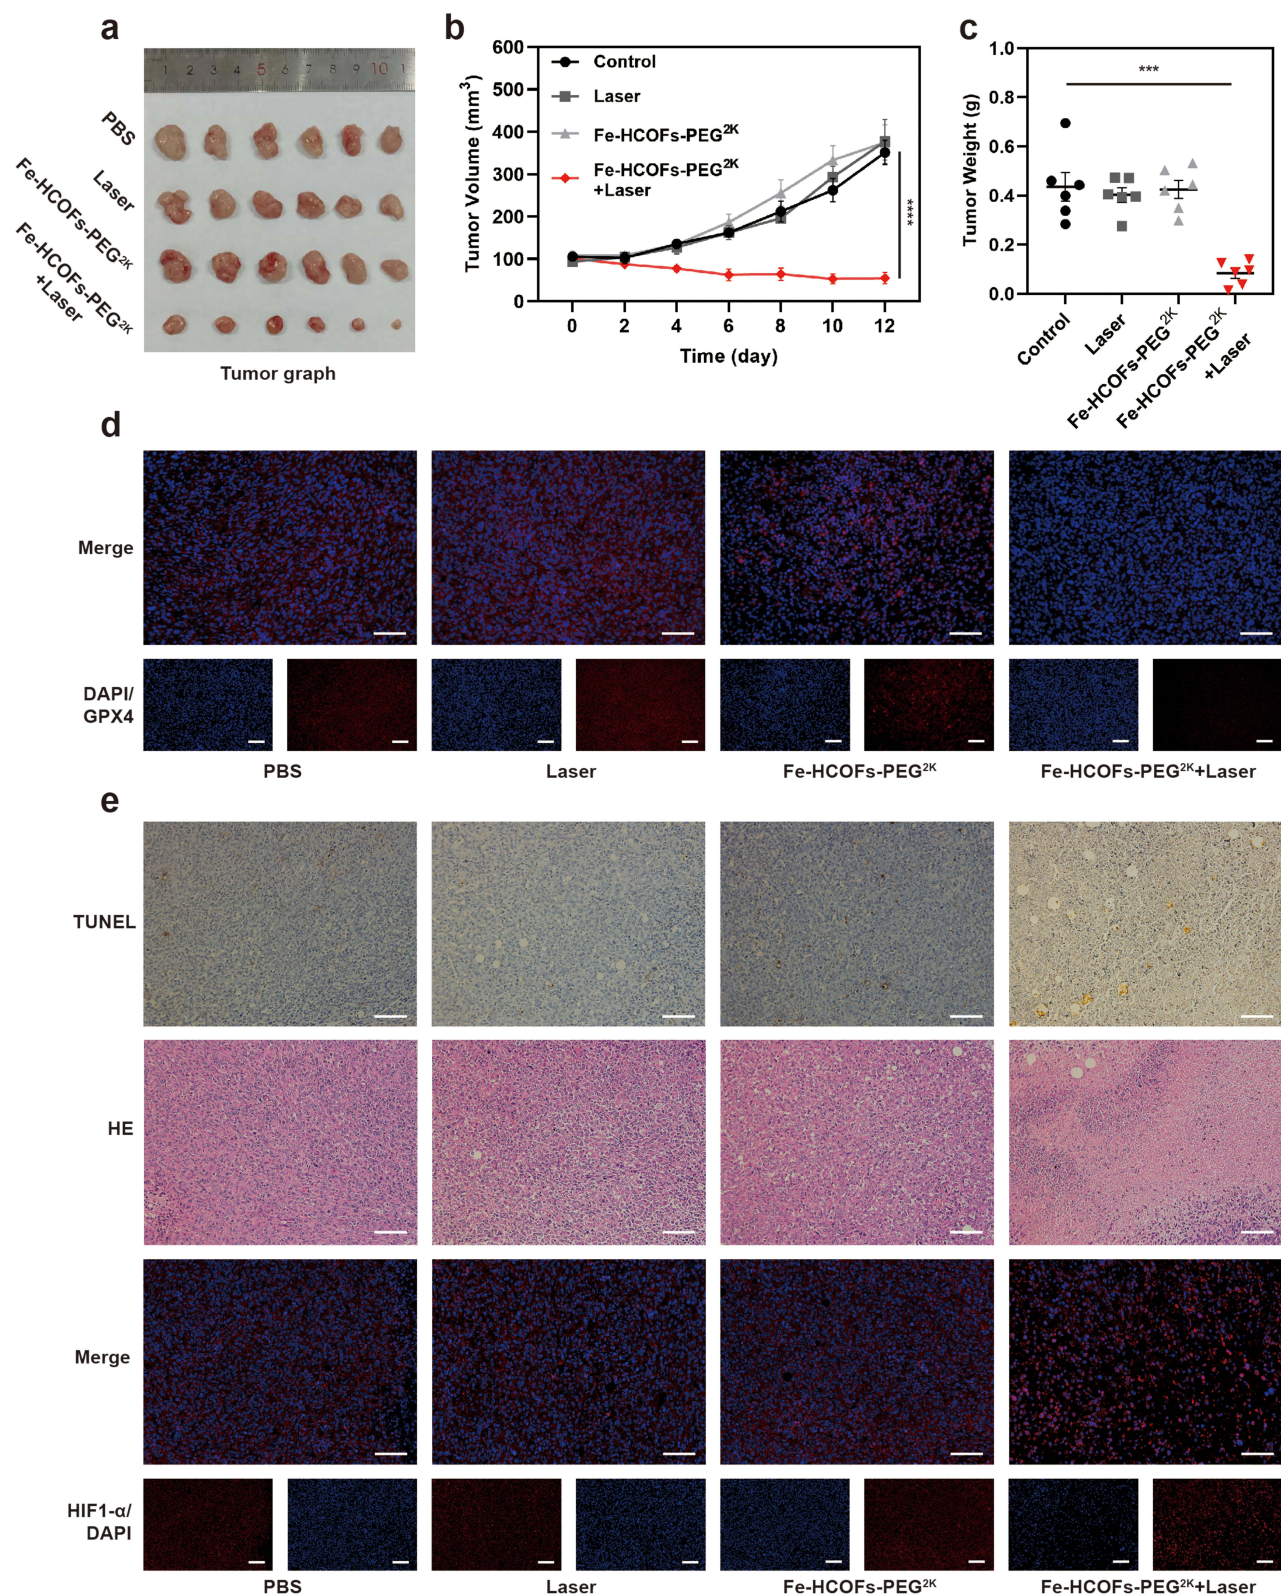 a
1 2 3 4 5 6 7 8 9 10 1
PBS
Laser
Fe-HCOFs-PEG²ᴷ
Fe-HCOFs-PEG²ᴷ
+Laser
Tumor graph
b
Tumor Volume (mm³)
600
500
400
300
200
100
0
Control
Laser
Fe-HCOFs-PEG²ᴷ
Fe-HCOFs-PEG²ᴷ
+Laser
****
0 2 4 6 8 10 12
Time (day)
c
Tumor Weight (g)
1.0
0.8
0.6
0.4
0.2
0.0
***
Control
Laser
Fe-HCOFs-PEG²ᴷ
Fe-HCOFs-PEG²ᴷ
+Laser
d
Merge
DAPI/
GPX4
PBS Laser Fe-HCOFs-PEG²ᴷ Fe-HCOFs-PEG²ᴷ+Laser
e
TUNEL
HE
Merge
HIF1-α/
DAPI
PBS Laser Fe-HCOFs-PEG²ᴷ Fe-HCOFs-PEG²ᴷ+Laser